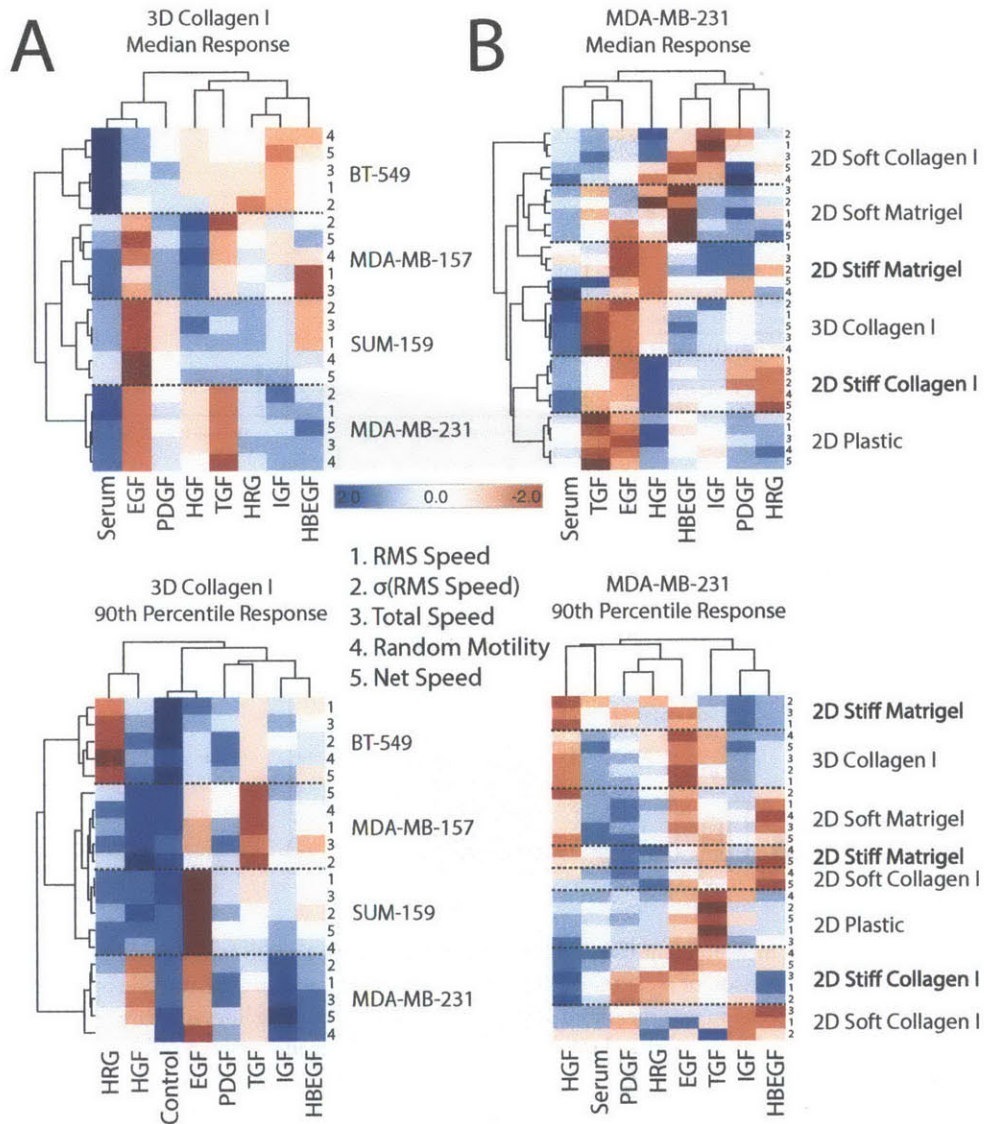 A
3D Collagen I
Median Response
4
5
3
1
2
BT-549
2
5
4
1
3
MDA-MB-157
2
3
1
4
5
SUM-159
2
1
5
3
4
MDA-MB-231
Serum
EGF
PDGF
HGF
TGF
HRG
IGF
HBEGF
B
MDA-MB-231
Median Response
2
1
3
5
4
2D Soft Collagen I
3
2
1
4
5
2D Soft Matrigel
1
3
2
5
4
2D Stiff Matrigel
2
1
5
3
4
3D Collagen I
1
3
2
4
5
2D Stiff Collagen I
2
1
3
4
5
2D Plastic
Serum
TGF
EGF
HGF
HBEGF
IGF
PDGF
HRG
2.0 0.0 -2.0
1. RMS Speed
2. σ(RMS Speed)
3. Total Speed
4. Random Motility
5. Net Speed
3D Collagen I
90th Percentile Response
1
3
2
4
5
BT-549
5
4
1
3
2
MDA-MB-157
1
3
2
5
4
SUM-159
2
1
3
5
4
MDA-MB-231
HRG
HGF
Control
EGF
PDGF
TGF
IGF
HBEGF
MDA-MB-231
90th Percentile Response
2
3
1
2D Stiff Matrigel
4
5
3
2
1
3D Collagen I
2
1
4
3
5
2D Soft Matrigel
4
5
2D Stiff Matrigel
4
5
2D Soft Collagen I
4
2
5
1
3
2D Plastic
4
5
3
1
2
2D Stiff Collagen I
3
1
2
2D Soft Collagen I
HGF
Serum
PDGF
HRG
EGF
TGF
IGF
HBEGF